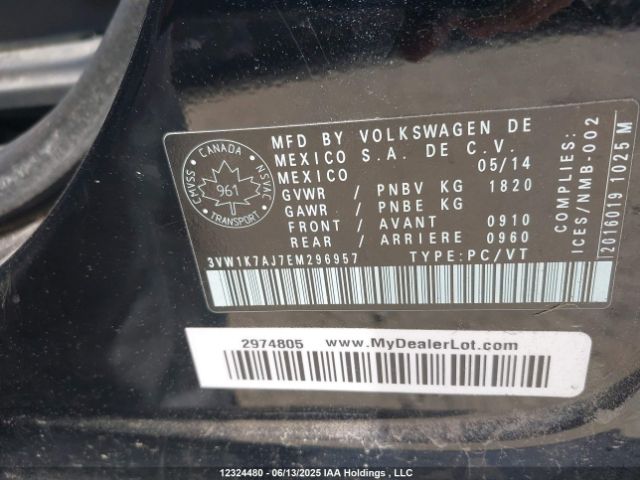 CMVSS · CANADA · NSVAC
961
TRANSPORT
MFD BY VOLKSWAGEN DE
MEXICO S.A. DE C.V.
MEXICO 05/14
GVWR / PNBV KG 1820
GAWR / PNBE KG
FRONT / AVANT 0910
REAR / ARRIERE 0960
3VW1K7AJ7EM296957 TYPE:PC/VT
COMPLIES:
ICES/NMB-002
2016019 1025M
2974805 www.MyDealerLot.com
12324480 - 06/13/2025 IAA Holdings , LLC